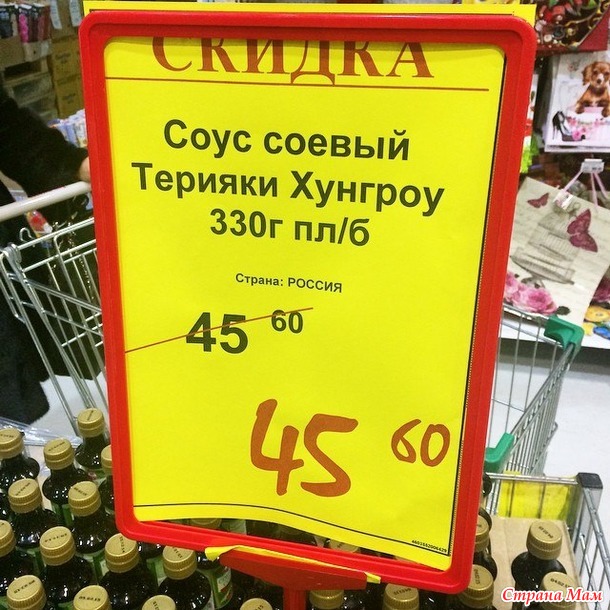 СКИДКА
Соус соевый
Терияки Хунгроу
330г пл/б
Страна: РОССИЯ
45 60
45 60
Страна Мам